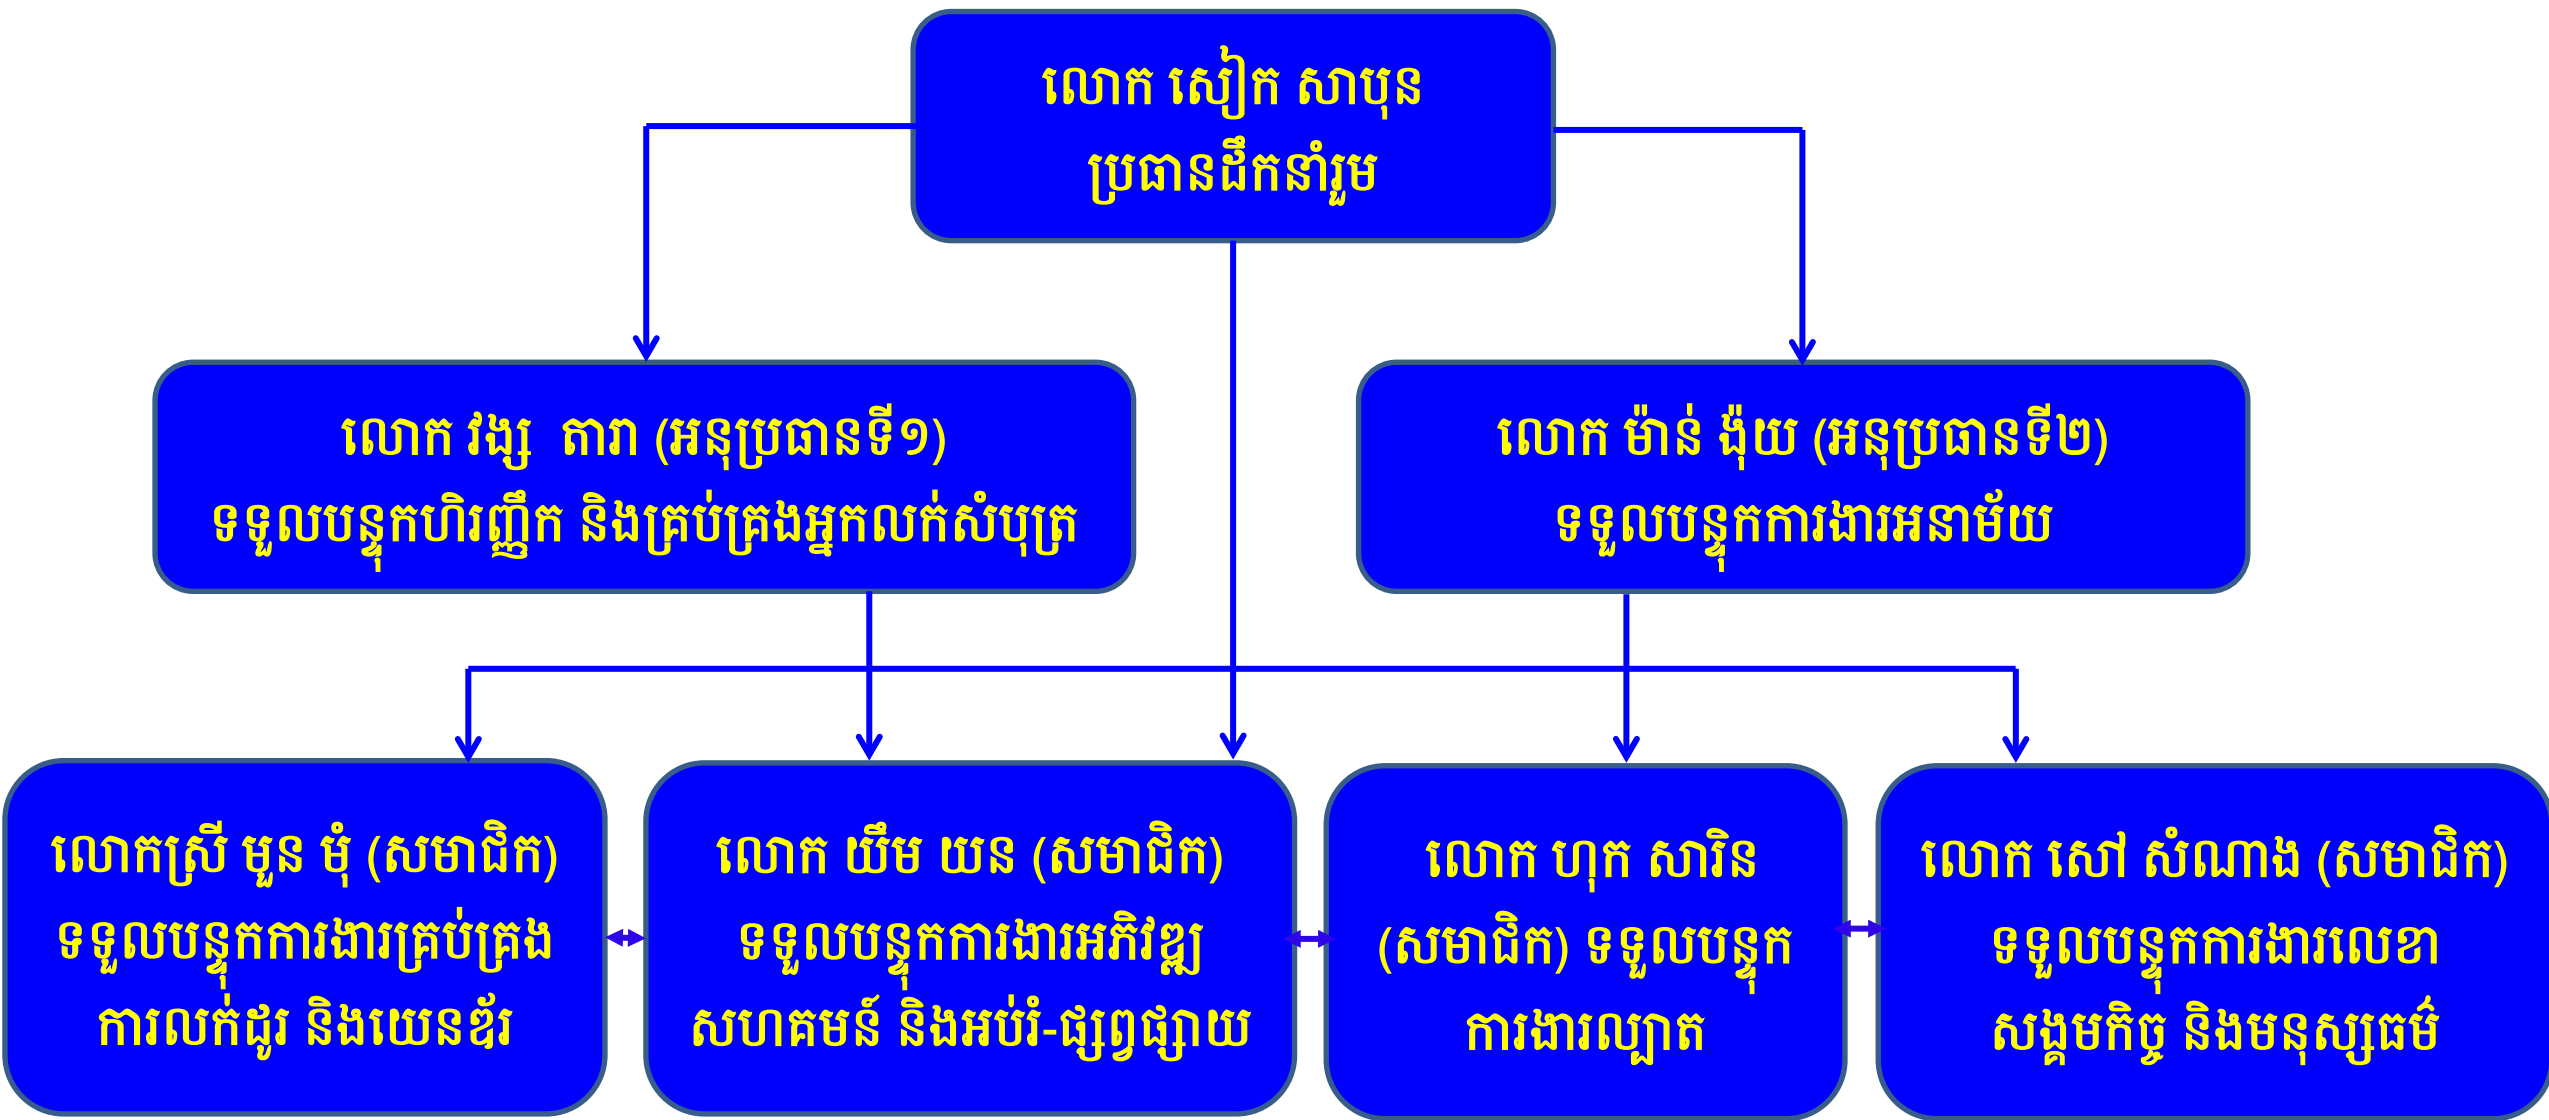 លោក សៀក សាបុន
ប្រធានដឹកនាំរួម
លោក វង្ស  តារា (អនុប្រធានទី១)
ទទួលបន្ទុកហិរញ្ញឹក និងគ្រប់គ្រងអ្នកលក់សំបុត្រ
លោក ម៉ាន់ ង៉ុយ (អនុប្រធានទី២)
ទទួលបន្ទុកការងារអនាម័យ
លោកស្រី មួន មុំ (សមាជិក)
ទទួលបន្ទុកការងារគ្រប់គ្រង
ការលក់ដូរ និងយេនឌ័រ
លោក យឹម យន (សមាជិក)
ទទួលបន្ទុកការងារអភិវឌ្ឍ
សហគមន៍ និងអប់រំ-ផ្សព្វផ្សាយ
លោក ហុក សារិន
(សមាជិក) ទទួលបន្ទុក
ការងារល្បាត
លោក សៅ សំណាង (សមាជិក)
ទទួលបន្ទុកការងារលេខា
សង្គមកិច្ច និងមនុស្សធម៌